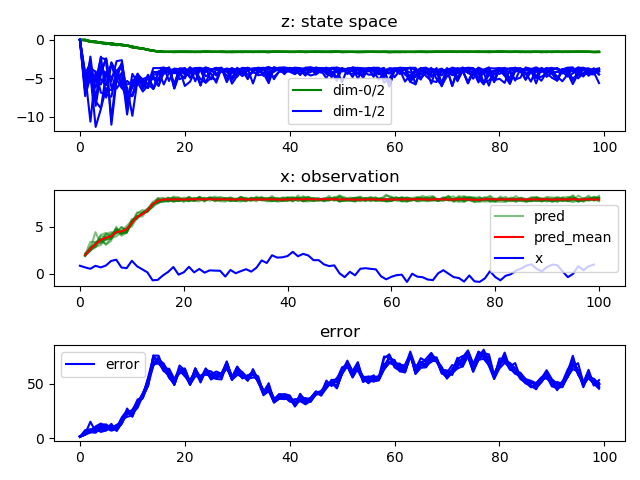 z: state space
0
−5
−10
dim-0/2
dim-1/2
0 20 40 60 80 100
x: observation
5
0
pred
pred_mean
x
0 20 40 60 80 100
error
50
0
error
0 20 40 60 80 100